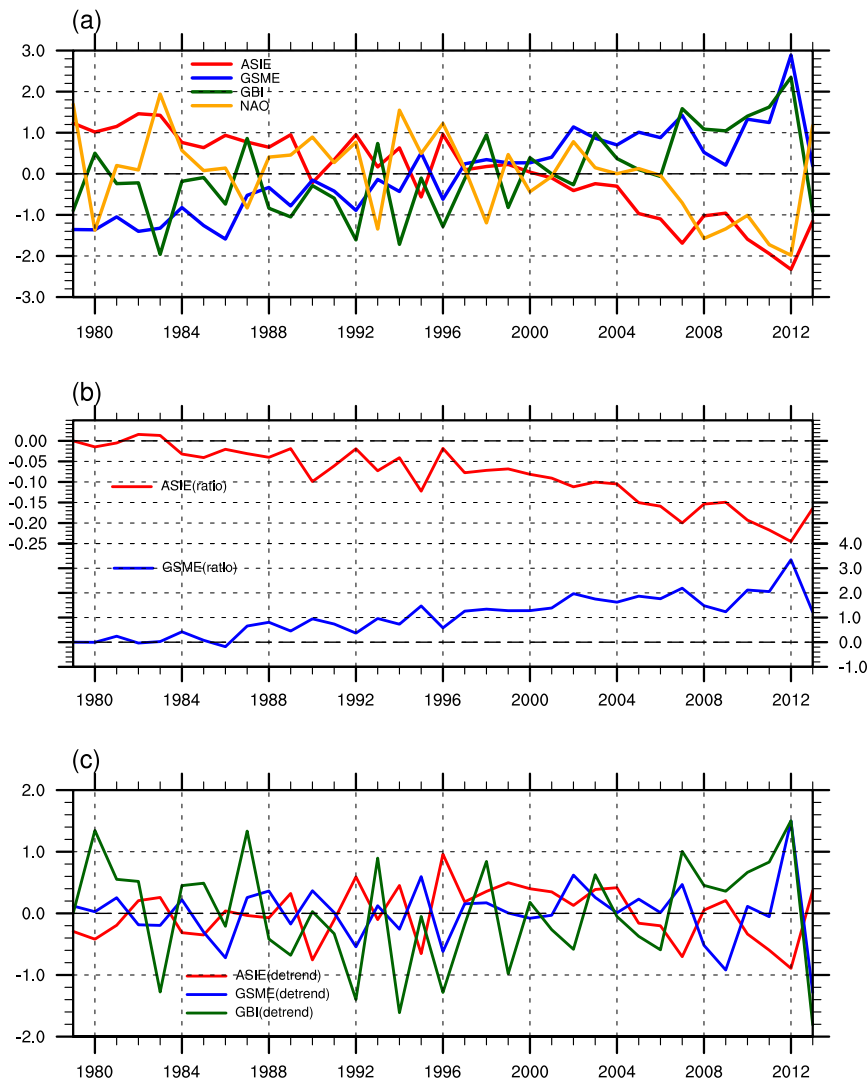 (a)
3.0
2.0
1.0
0.0
-1.0
-2.0
-3.0
ASIE
GSME
GBI
NAO
1980 1984 1988 1992 1996 2000 2004 2008 2012
(b)
0.00
-0.05
-0.10
-0.15
-0.20
-0.25
ASIE(ratio)
GSME(ratio)
4.0
3.0
2.0
1.0
0.0
-1.0
1980 1984 1988 1992 1996 2000 2004 2008 2012
(c)
2.0
1.0
0.0
-1.0
-2.0
ASIE(detrend)
GSME(detrend)
GBI(detrend)
1980 1984 1988 1992 1996 2000 2004 2008 2012